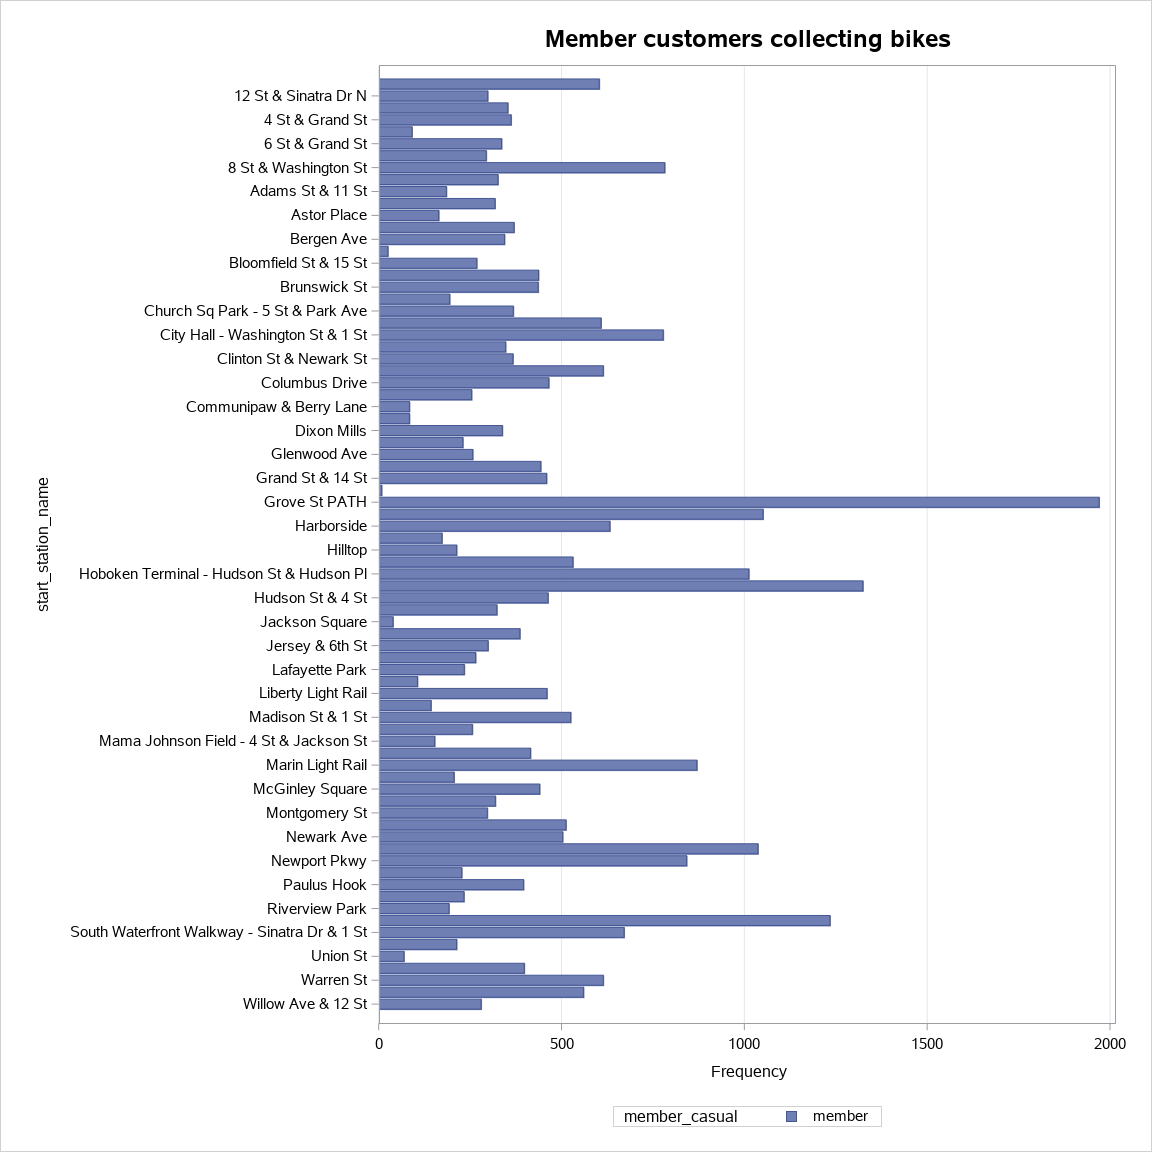 Member customers collecting bikes
12 St & Sinatra Dr N
4 St & Grand St
6 St & Grand St
8 St & Washington St
Adams St & 11 St
Astor Place
Bergen Ave
Bloomfield St & 15 St
Brunswick St
Church Sq Park - 5 St & Park Ave
City Hall - Washington St & 1 St
Clinton St & Newark St
Columbus Drive
Communipaw & Berry Lane
Dixon Mills
Glenwood Ave
Grand St & 14 St
Grove St PATH
Harborside
Hilltop
Hoboken Terminal - Hudson St & Hudson Pl
Hudson St & 4 St
Jackson Square
Jersey & 6th St
Lafayette Park
Liberty Light Rail
Madison St & 1 St
Mama Johnson Field - 4 St & Jackson St
Marin Light Rail
McGinley Square
Montgomery St
Newark Ave
Newport Pkwy
Paulus Hook
Riverview Park
South Waterfront Walkway - Sinatra Dr & 1 St
Union St
Warren St
Willow Ave & 12 St
start_station_name
0 500 1000 1500 2000
Frequency
member_casual member